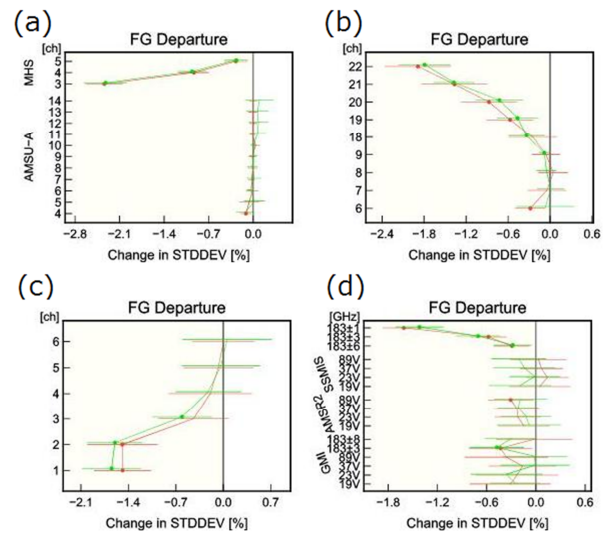 (a)
FG Departure
[ch]
MHS
5
4
3
AMSU-A
14
13
12
11
10
9
8
7
6
5
4
-2.8 -2.1 -1.4 -0.7 0.0 0.7
Change in STDDEV [%]
(b)
FG Departure
[ch]
22
21
20
19
18
9
8
7
6
-2.4 -1.8 -1.2 -0.6 0.0 0.6
Change in STDDEV [%]
(c)
FG Departure
[ch]
6
5
4
3
2
1
-2.1 -1.4 -0.7 0.0 0.7
Change in STDDEV [%]
(d)
FG Departure
[GHz]
183±1
183±3
183±6
SSMIS
89V
37V
23V
19V
AMSR2
89V
37V
23V
19V
GMI
183±8
183±3
89V
37V
23V
19V
-1.8 -1.2 -0.6 0.0 0.6
Change in STDDEV [%]